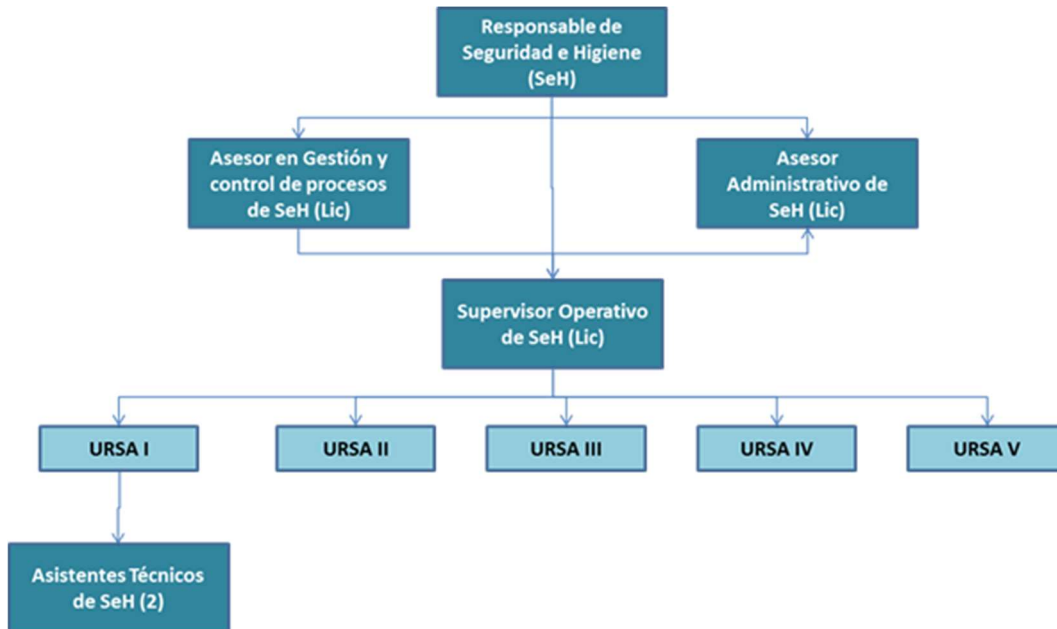 Responsable de
Seguridad e Higiene
(SeH)
Asesor en Gestión y
control de procesos
de SeH (Lic)
Asesor
Administrativo de
SeH (Lic)
Supervisor Operativo
de SeH (Lic)
URSA I
URSA II
URSA III
URSA IV
URSA V
Asistentes Técnicos
de SeH (2)